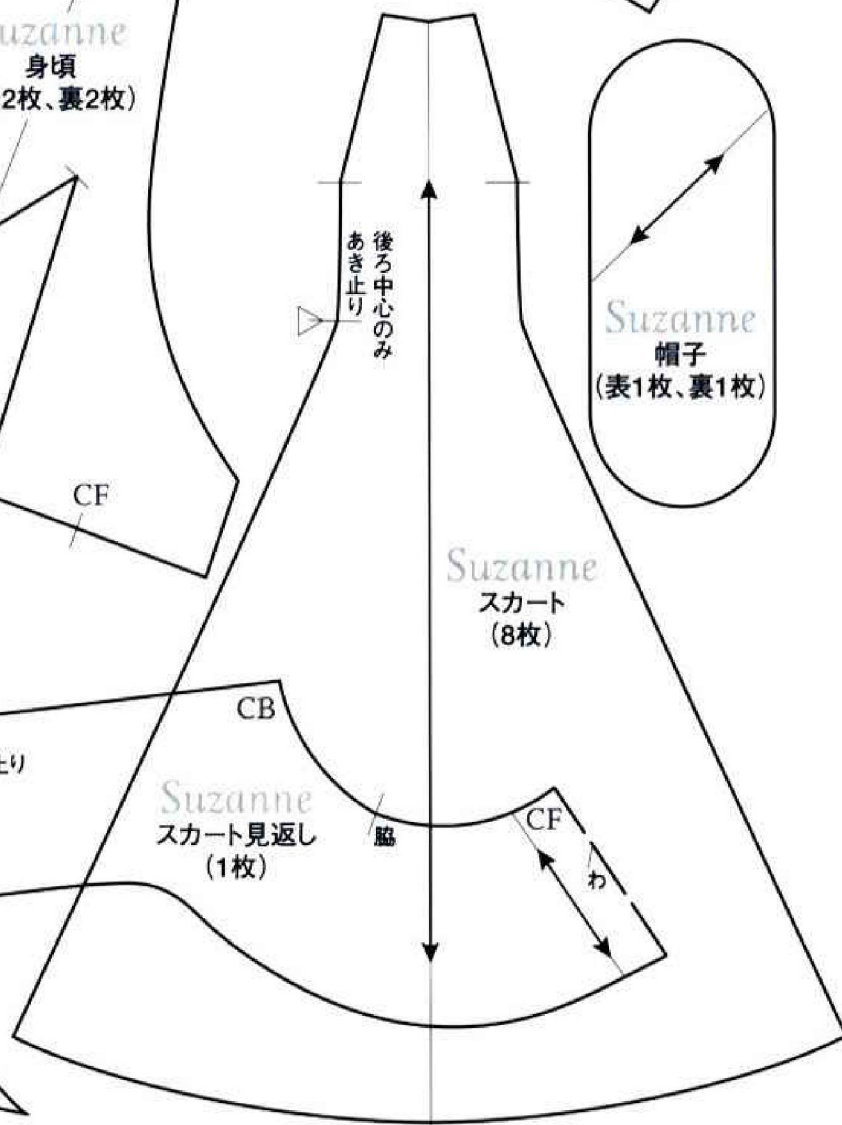 uzanne
身頃
2枚、裏2枚)
CF
後ろ中心のみ
あき止り
Suzanne
帽子
(表1枚、裏1枚)
Suzanne
スカート
(8枚)
CB
止り
Suzanne
スカート見返し
(1枚)
脇
CF
わ